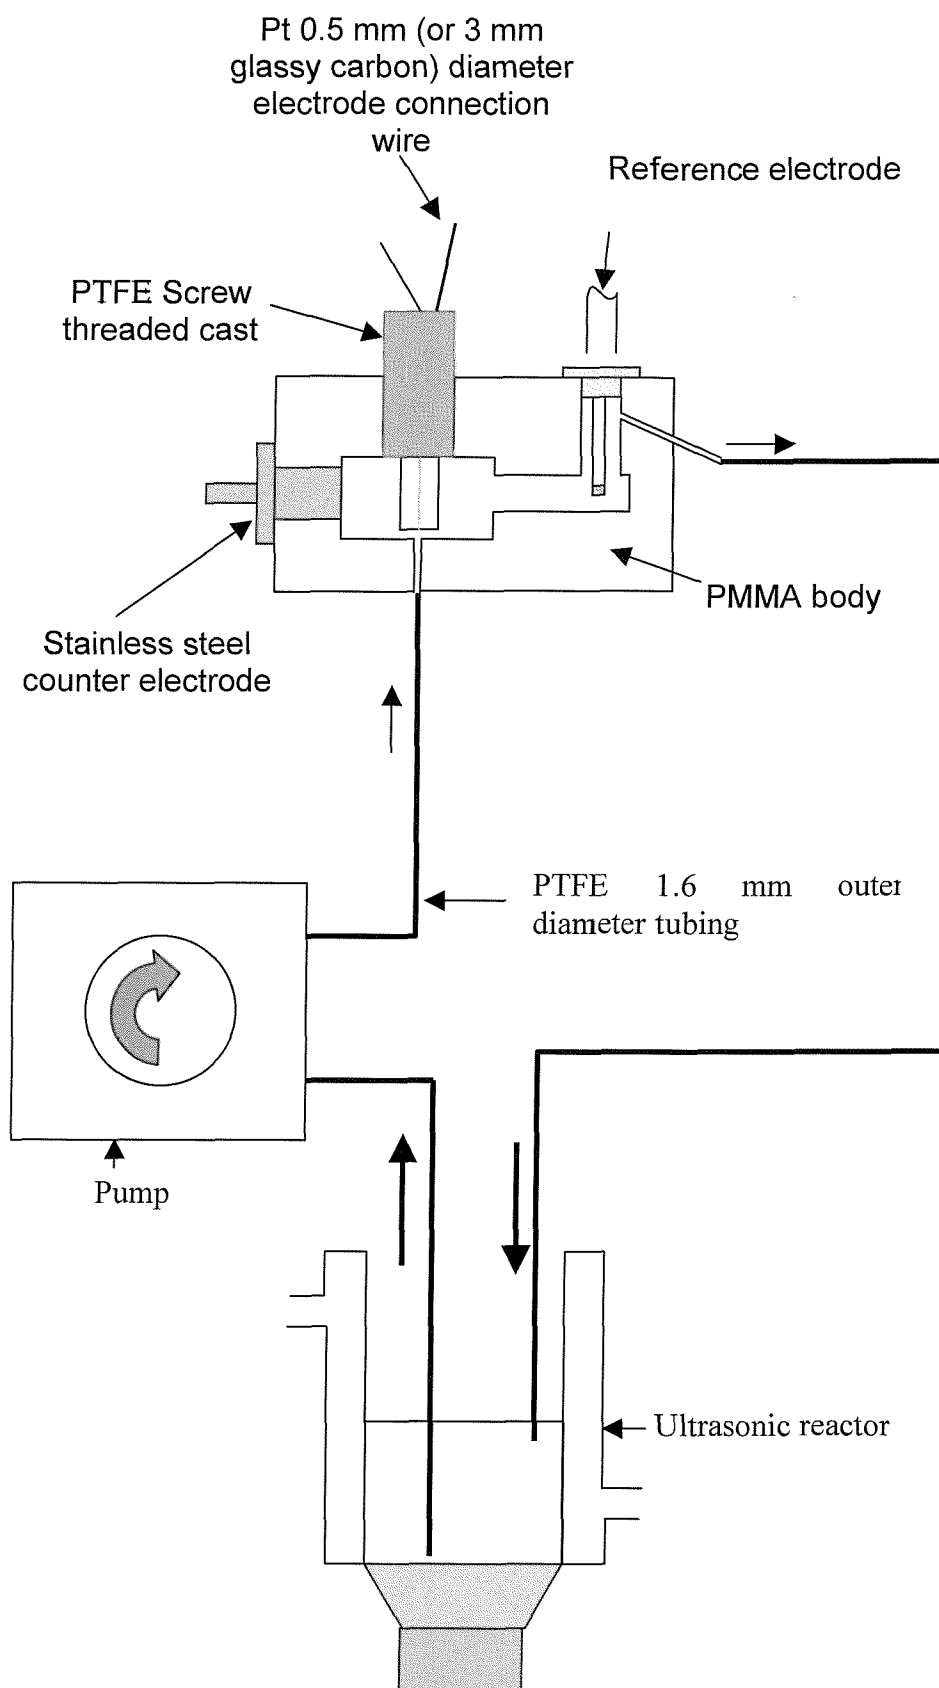 Pt 0.5 mm (or 3 mm
glassy carbon) diameter
electrode connection
wire
Reference electrode
PTFE Screw
threaded cast
PMMA body
Stainless steel
counter electrode
PTFE 1.6 mm outer
diameter tubing
Pump
Ultrasonic reactor